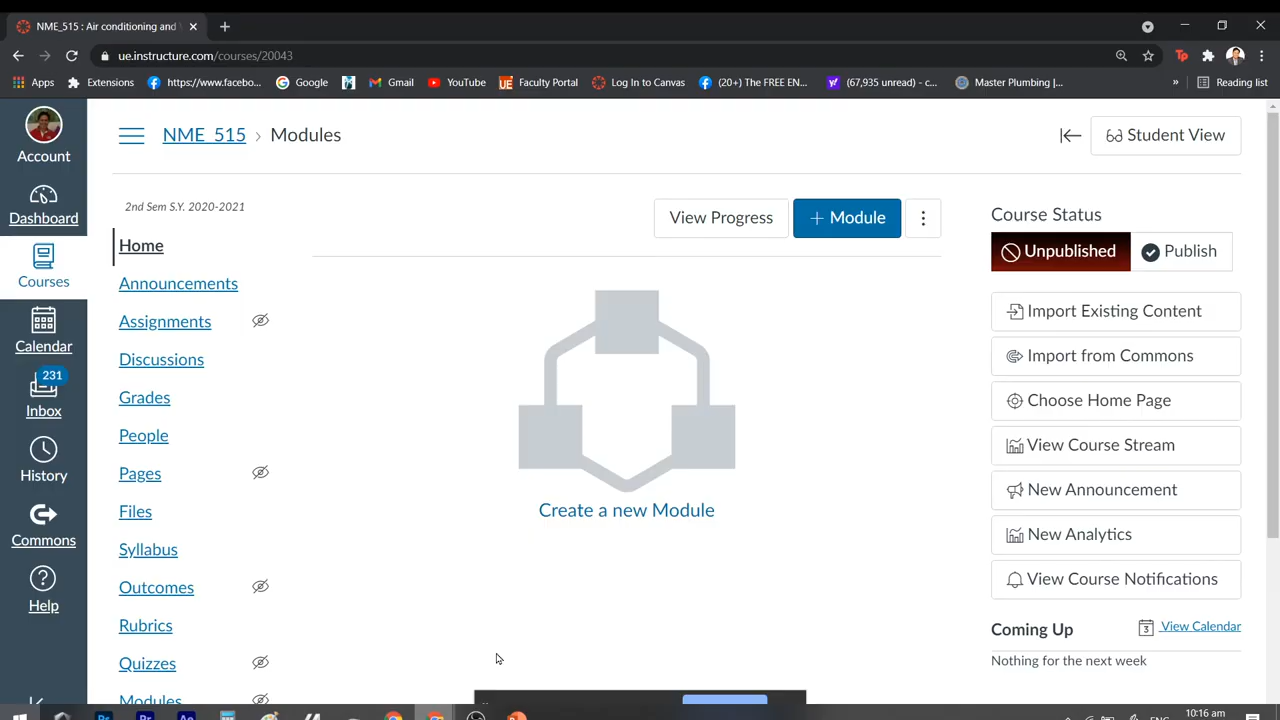 NME_515 : Air conditioning and
ue.instructure.com/courses/20043
Apps
Extensions
https://www.facebo...
Google
Gmail
YouTube
UE
Faculty Portal
Log In to Canvas
(20+) The FREE EN...
(67,935 unread) - c...
Master Plumbing |...
»
Reading list
Account
Dashboard
Courses
Calendar
231
Inbox
History
Commons
Help
NME_515 › Modules
Student View
2nd Sem S.Y. 2020-2021
Home
Announcements
Assignments
Discussions
Grades
People
Pages
Files
Syllabus
Outcomes
Rubrics
Quizzes
Modules
View Progress
+ Module
Create a new Module
Course Status
Unpublished
Publish
Import Existing Content
Import from Commons
Choose Home Page
View Course Stream
New Announcement
New Analytics
View Course Notifications
Coming Up
3
View Calendar
Nothing for the next week
10:16 am